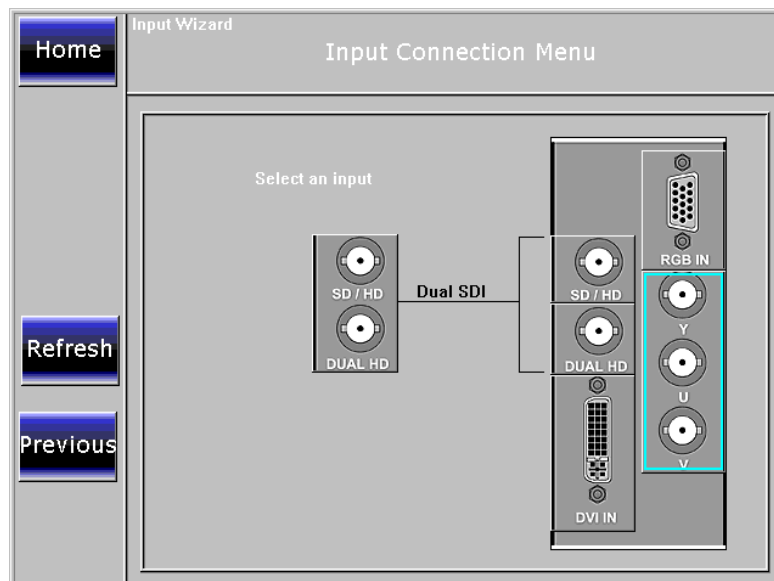 Input Wizard
Home
Input Connection Menu
Select an input
RGB IN
SD / HD
Dual SDI
SD / HD
Y
Refresh
DUAL HD
DUAL HD
U
Previous
V
DVI IN